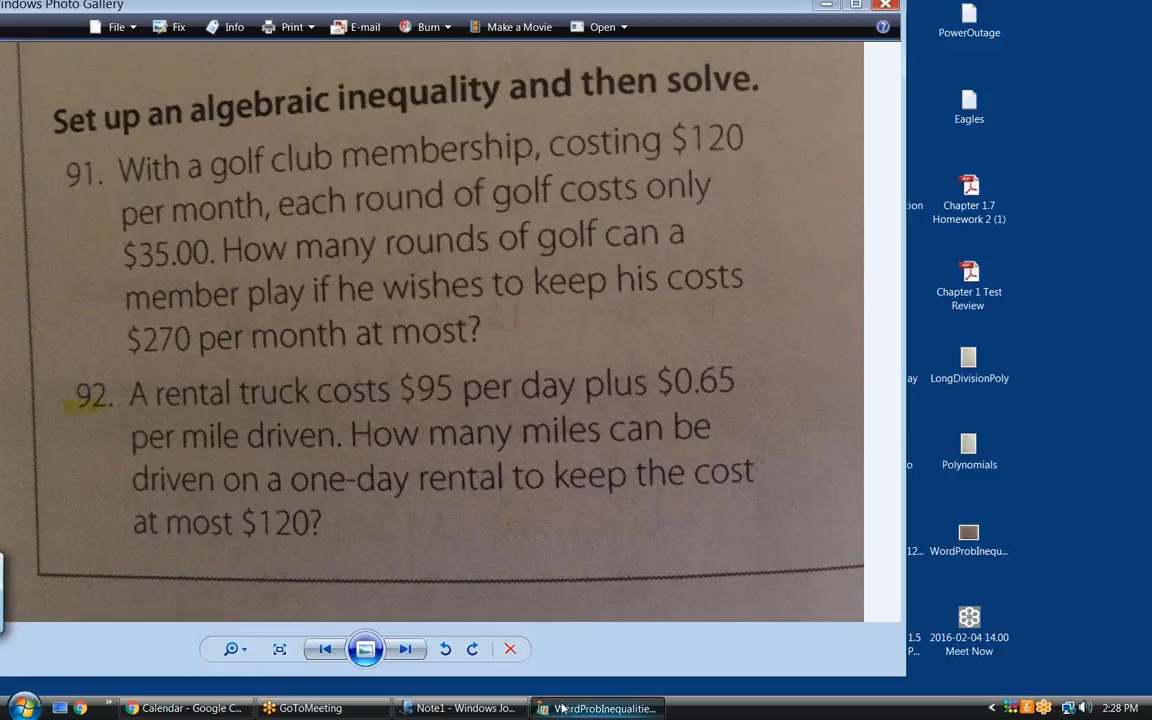 indows Photo Gallery
File Fix Info Print E-mail Burn Make a Movie Open
Set up an algebraic inequality and then solve.
91. With a golf club membership, costing $120
per month, each round of golf costs only
$35.00. How many rounds of golf can a
member play if he wishes to keep his costs
$270 per month at most?
92. A rental truck costs $95 per day plus $0.65
per mile driven. How many miles can be
driven on a one-day rental to keep the cost
at most $120?
PowerOutage
Eagles
tion
Chapter 1.7
Homework 2 (1)
Chapter 1 Test
Review
ay
LongDivisionPoly
o
Polynomials
12...
WordProbInequ...
1.5
P...
2016-02-04 14.00
Meet Now
Calendar - Google C... GoToMeeting Note1 - Windows Jo... WordProbInequalitie... 2:28 PM